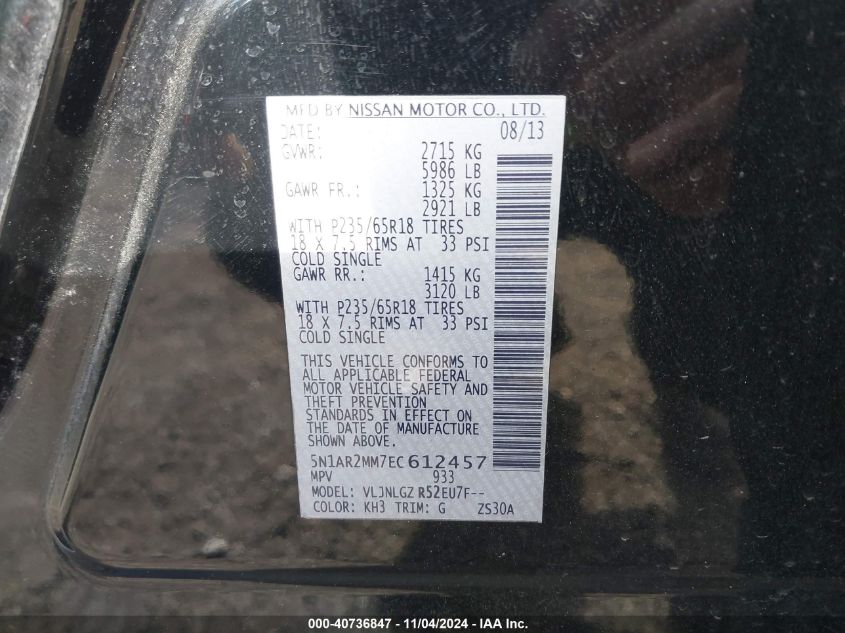 MFD BY NISSAN MOTOR CO., LTD.
DATE: 08/13
GVWR: 2715 KG
5986 LB
GAWR FR.: 1325 KG
2921 LB
WITH P235/65R18 TIRES
18 X 7.5 RIMS AT 33 PSI
COLD SINGLE
GAWR RR.: 1415 KG
3120 LB
WITH P235/65R18 TIRES
18 X 7.5 RIMS AT 33 PSI
COLD SINGLE
THIS VEHICLE CONFORMS TO
ALL APPLICABLE FEDERAL
MOTOR VEHICLE SAFETY AND
THEFT PREVENTION
STANDARDS IN EFFECT ON
THE DATE OF MANUFACTURE
SHOWN ABOVE.
5N1AR2MM7EC612457
MPV 933
MODEL: VLJNLGZ R52EU7F--
COLOR: KH3 TRIM: G ZS30A
000-40736847 - 11/04/2024 - IAA Inc.